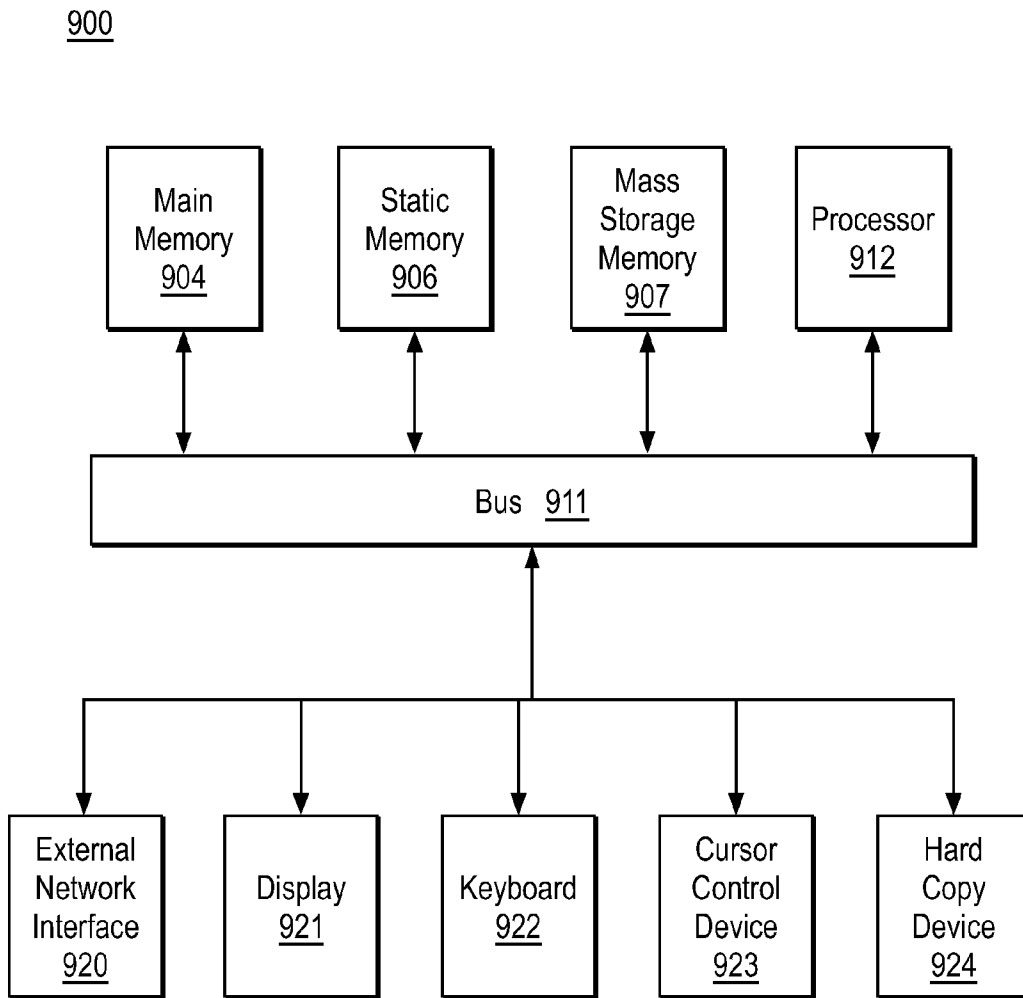 900
Main
Memory
904
Static
Memory
906
Mass
Storage
Memory
907
Processor
912
Bus 911
External
Network
Interface
920
Display
921
Keyboard
922
Cursor
Control
Device
923
Hard
Copy
Device
924